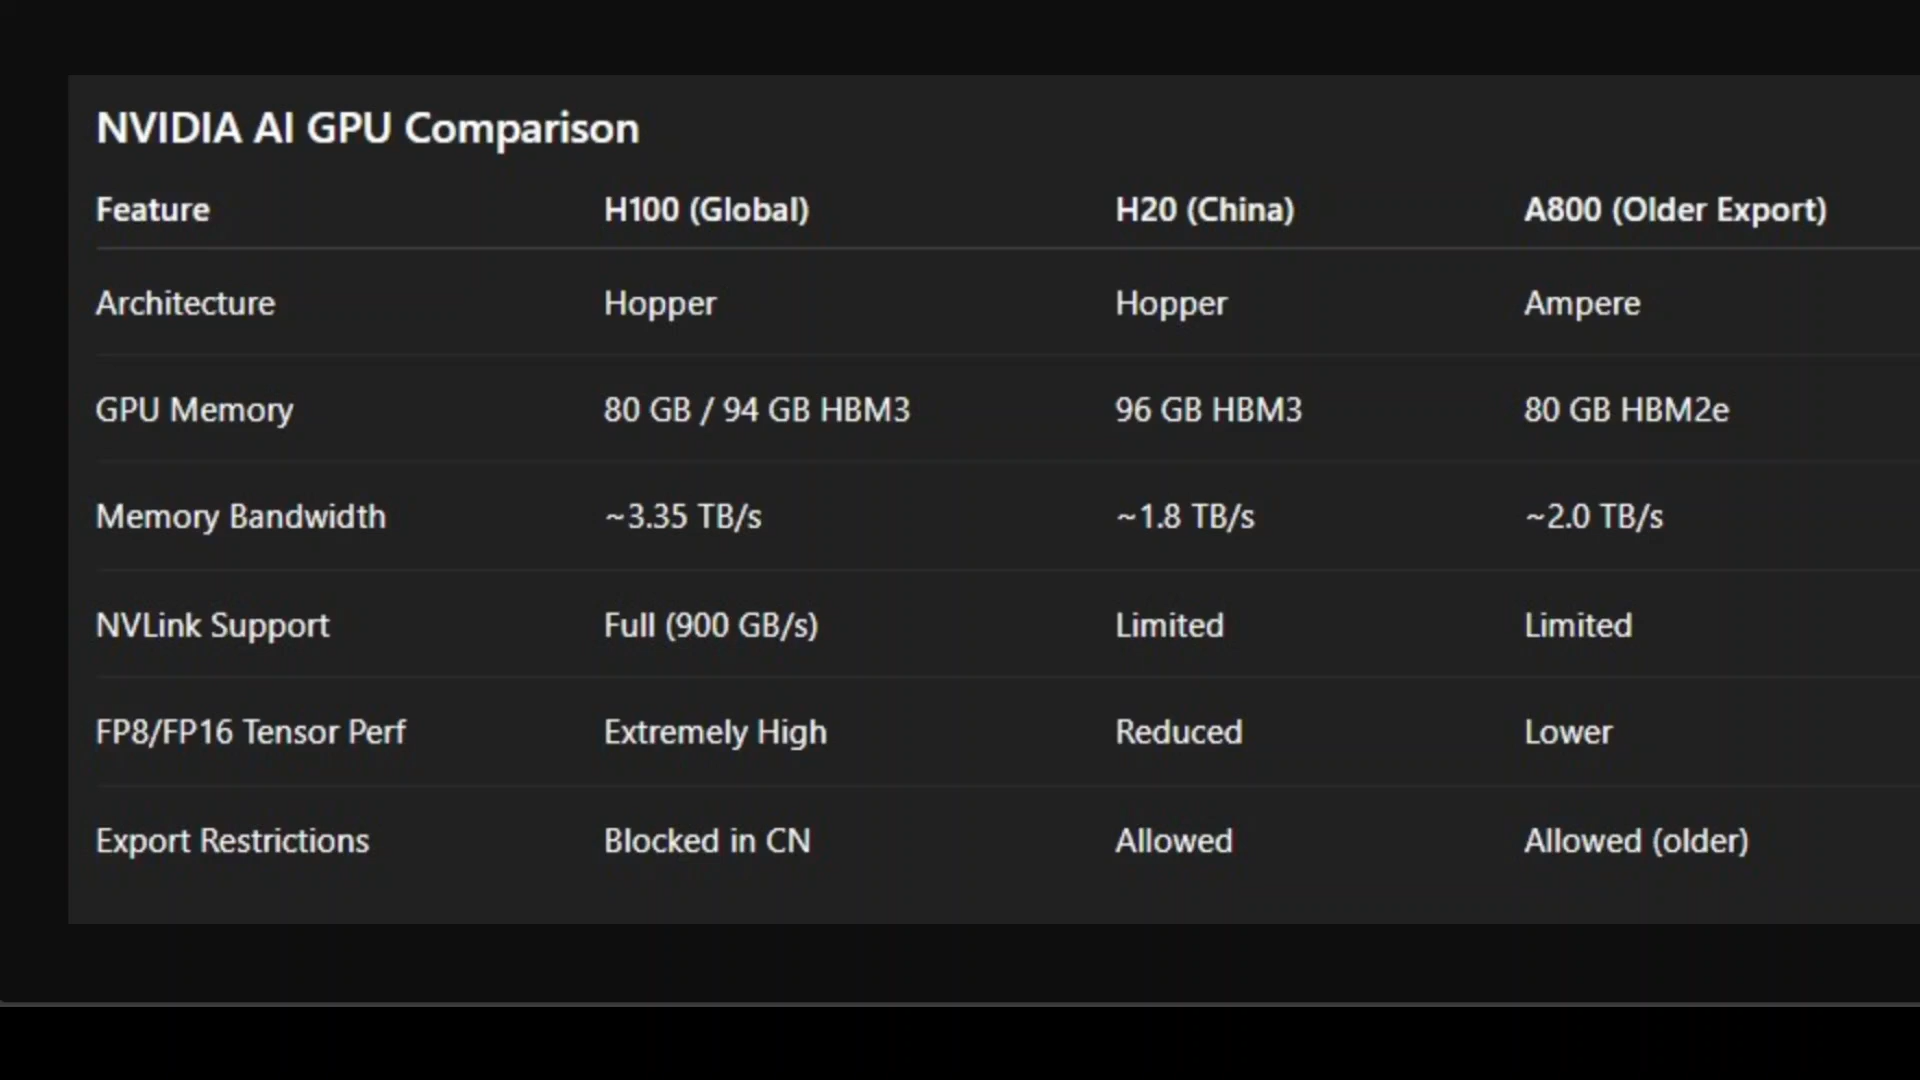 NVIDIA AI GPU Comparison
Feature H100 (Global) H20 (China) A800 (Older Export)
Architecture Hopper Hopper Ampere
GPU Memory 80 GB / 94 GB HBM3 96 GB HBM3 80 GB HBM2e
Memory Bandwidth ~3.35 TB/s ~1.8 TB/s ~2.0 TB/s
NVLink Support Full (900 GB/s) Limited Limited
FP8/FP16 Tensor Perf Extremely High Reduced Lower
Export Restrictions Blocked in CN Allowed Allowed (older)